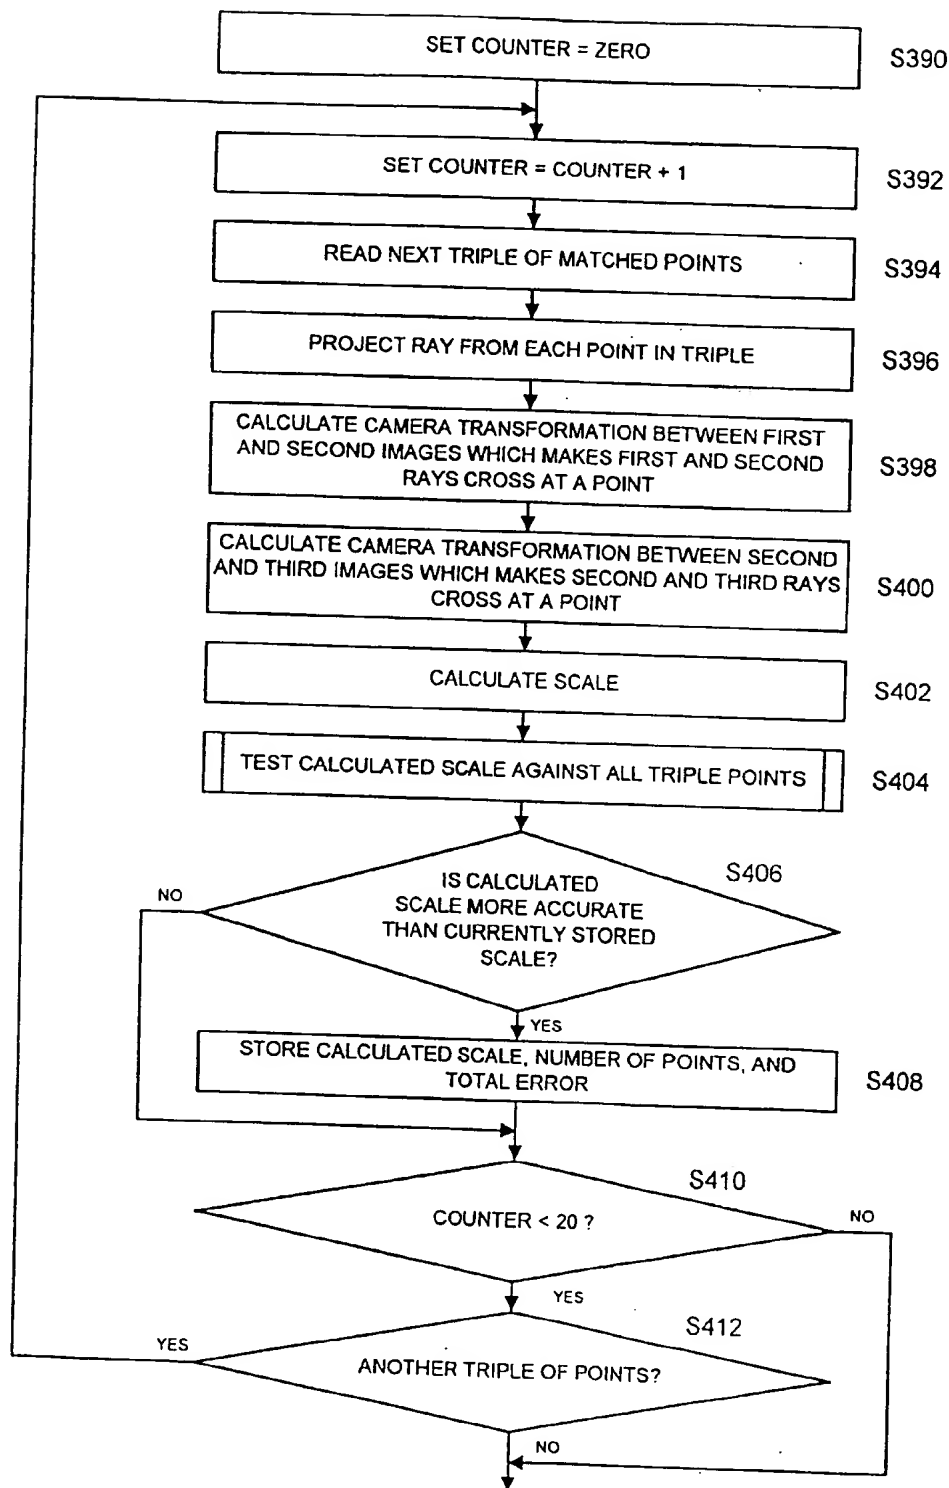 SET COUNTER = ZERO
S390
SET COUNTER = COUNTER + 1
S392
READ NEXT TRIPLE OF MATCHED POINTS
S394
PROJECT RAY FROM EACH POINT IN TRIPLE
S396
CALCULATE CAMERA TRANSFORMATION BETWEEN FIRST
AND SECOND IMAGES WHICH MAKES FIRST AND SECOND
RAYS CROSS AT A POINT
S398
CALCULATE CAMERA TRANSFORMATION BETWEEN SECOND
AND THIRD IMAGES WHICH MAKES SECOND AND THIRD RAYS
CROSS AT A POINT
S400
CALCULATE SCALE
S402
TEST CALCULATED SCALE AGAINST ALL TRIPLE POINTS
S404
S406
NO
IS CALCULATED
SCALE MORE ACCURATE
THAN CURRENTLY STORED
SCALE?
YES
STORE CALCULATED SCALE, NUMBER OF POINTS, AND
TOTAL ERROR
S408
S410
COUNTER < 20 ?
NO
YES
S412
YES
ANOTHER TRIPLE OF POINTS?
NO